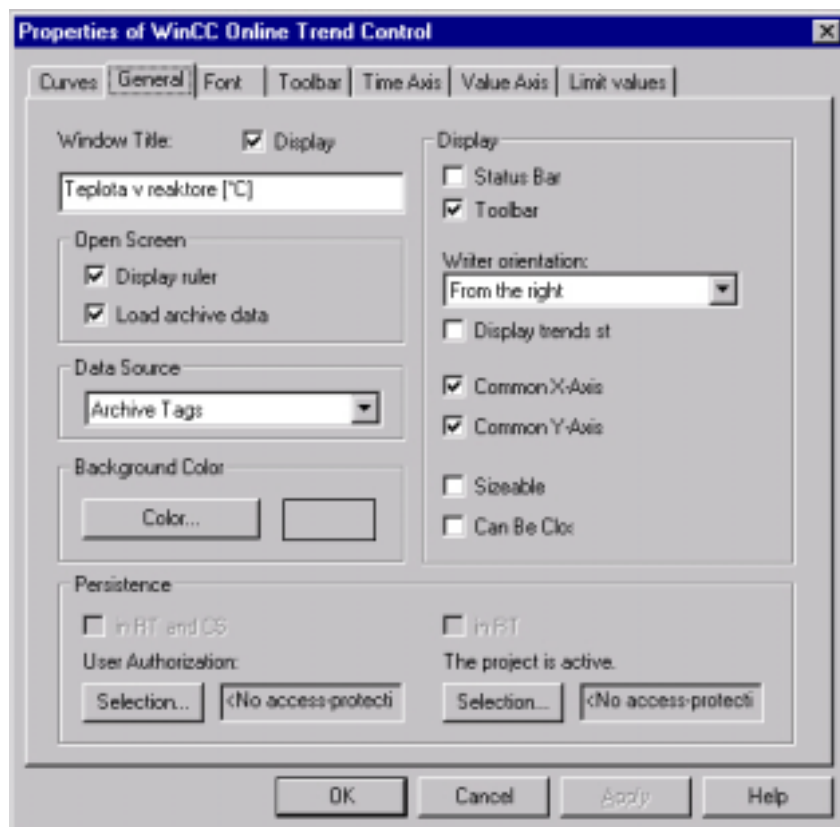 Properties of WinCC Online Trend Control
Curves General Font Toolbar Time Axis Value Axis Limit values
Window Title: Display
Teplota v reaktore [°C]
Open Screen
Display ruler
Load archive data
Data Source
Archive Tags
Background Color
Color...
Display
Status Bar
Toolbar
Writer orientation:
From the right
Display trends st
Common X-Axis
Common Y-Axis
Sizeable
Can Be Clos
Persistence
in RT and CS in RT
User Authorization: The project is active.
Selection... <No access-protecti Selection... <No access-protecti
OK Cancel Apply Help